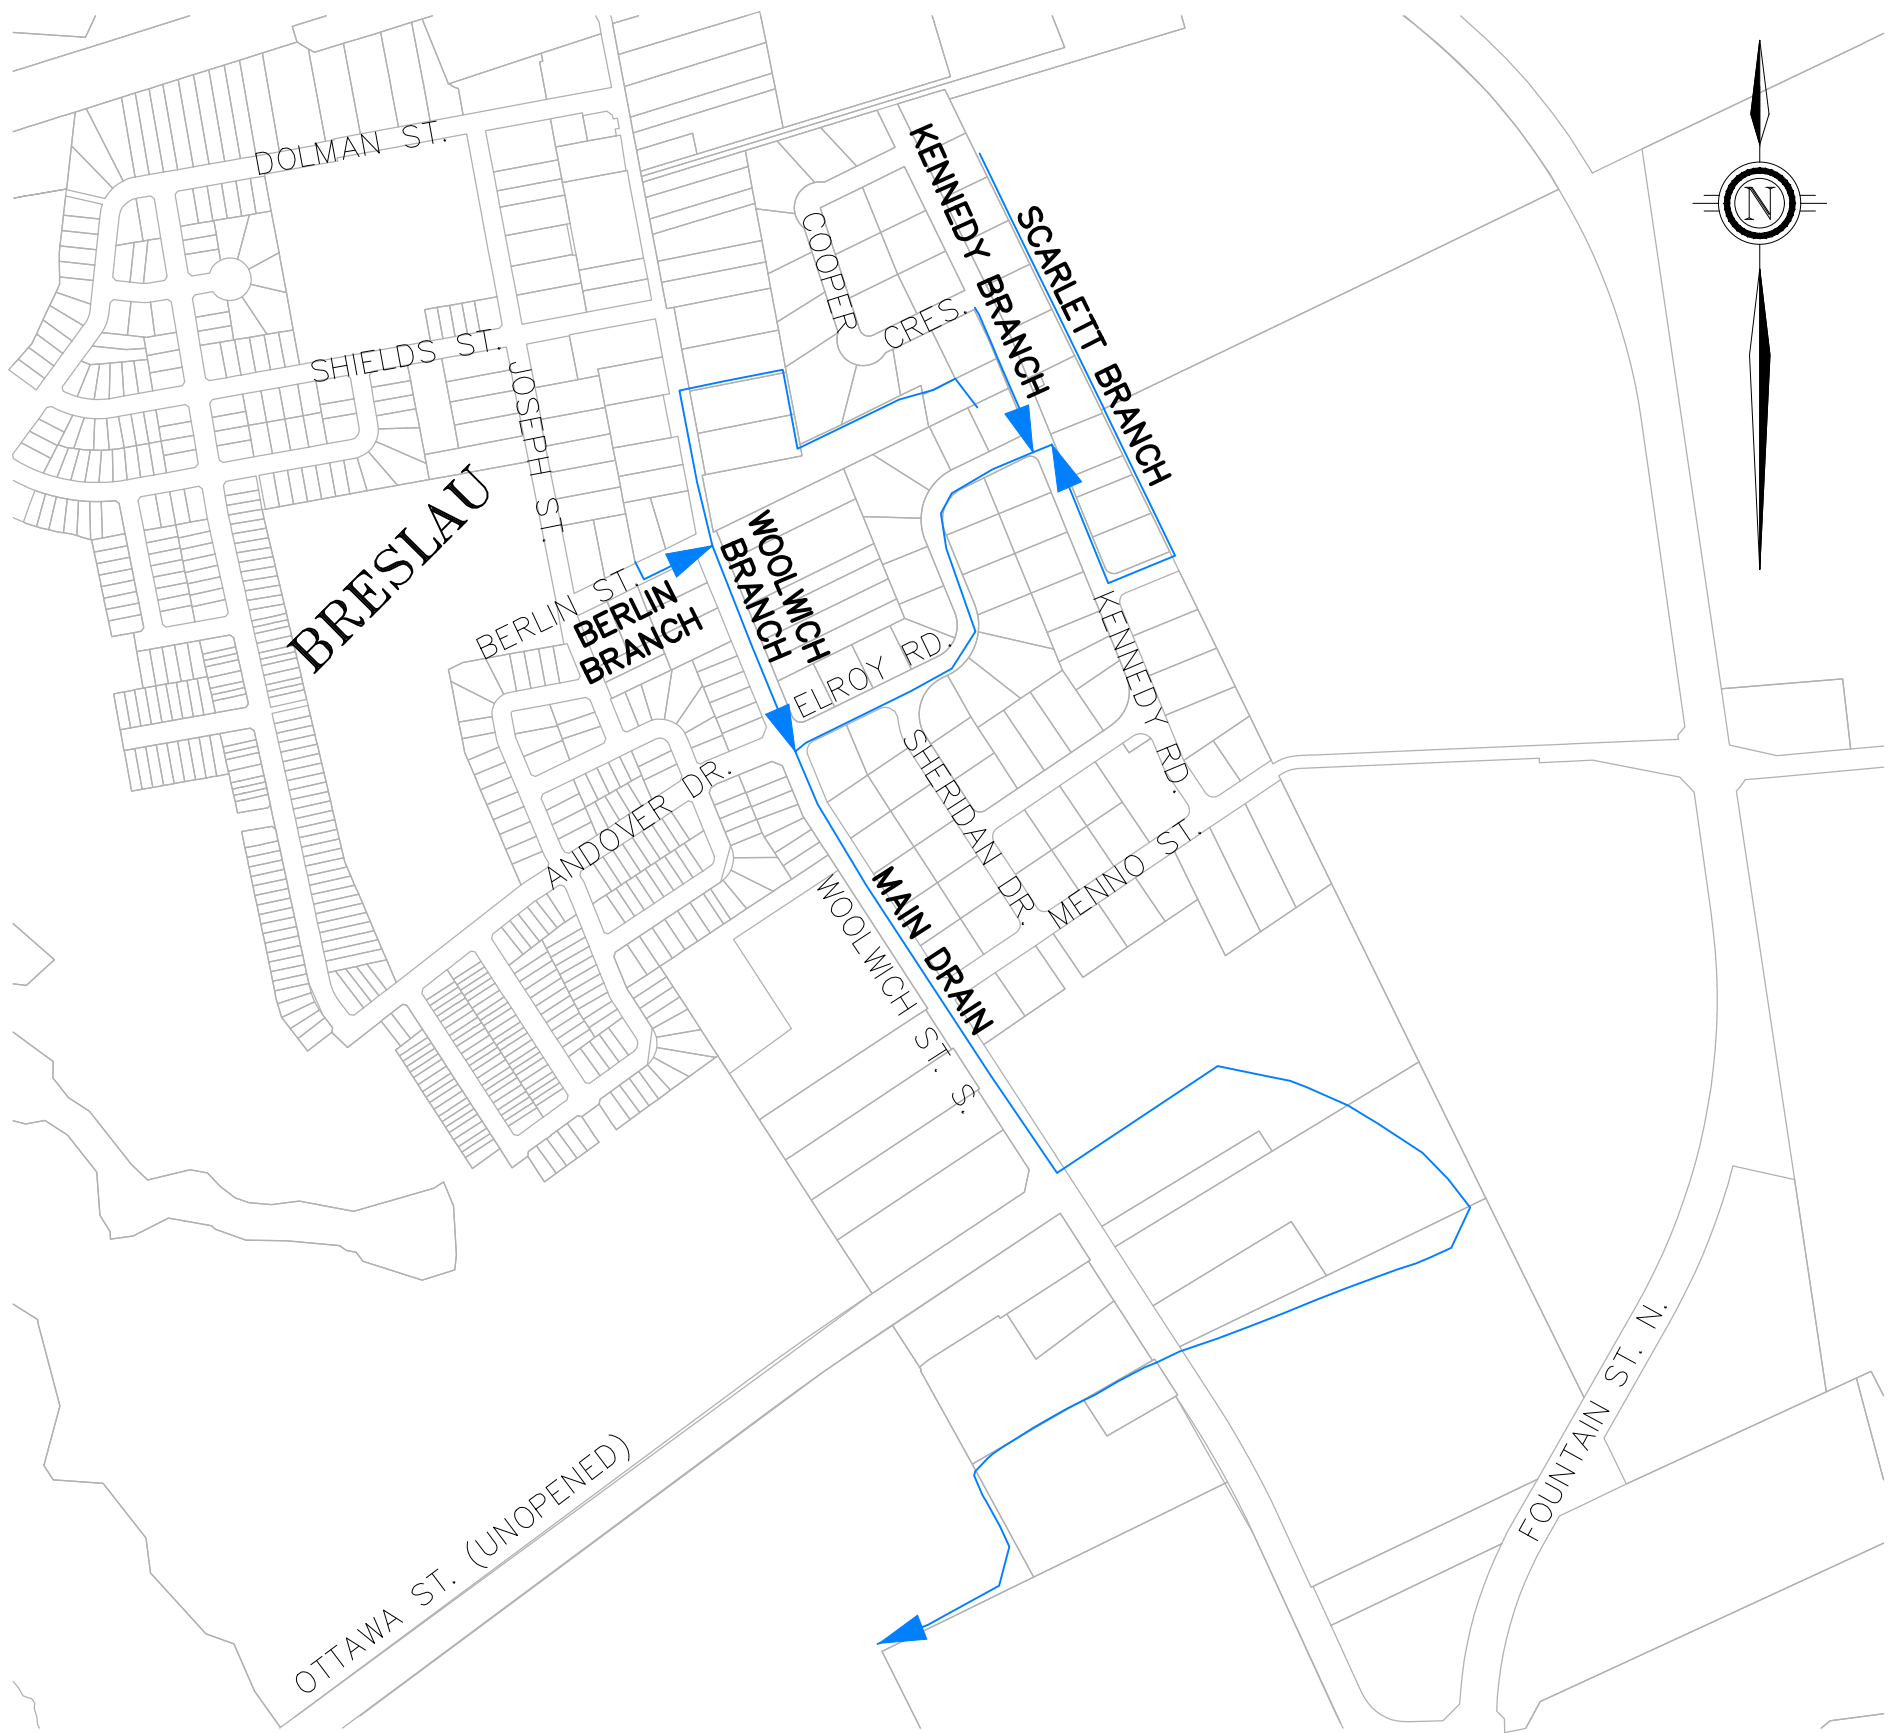 N
DOLMAN ST.
KENNEDY BRANCH
SCARLETT BRANCH
COOPER
CRES.
SHIELDS ST.
JOSEPH ST.
BRESLAU
WOOLWICH
BRANCH
BERLIN ST.
BERLIN
BRANCH
ELROY RD.
KENNEDY RD.
SHERIDAN DR.
ANDOVER DR.
MENNO ST.
MAIN DRAIN
WOOLWICH ST. S.
FOUNTAIN ST. N.
OTTAWA ST. (UNOPENED)